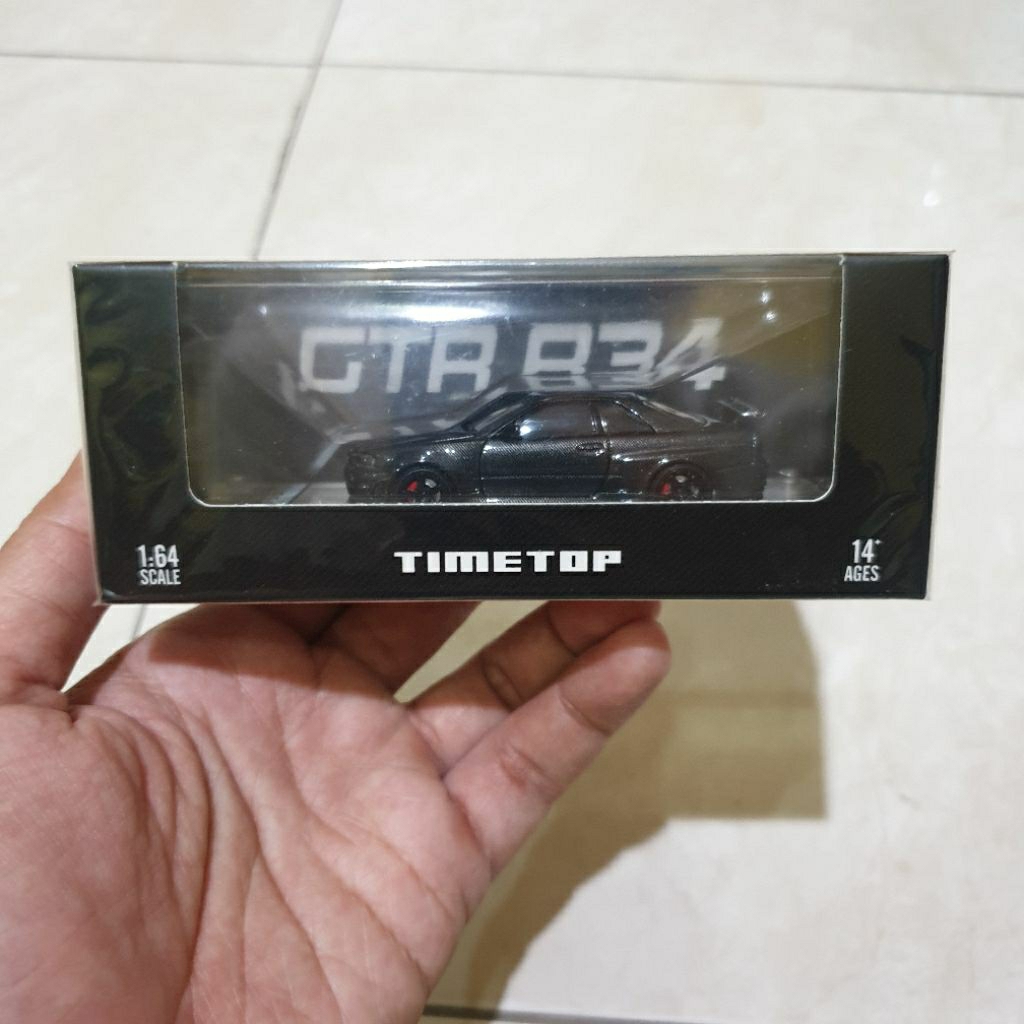 GTR R34
1:64
SCALE
TIMETOP
14+
AGES